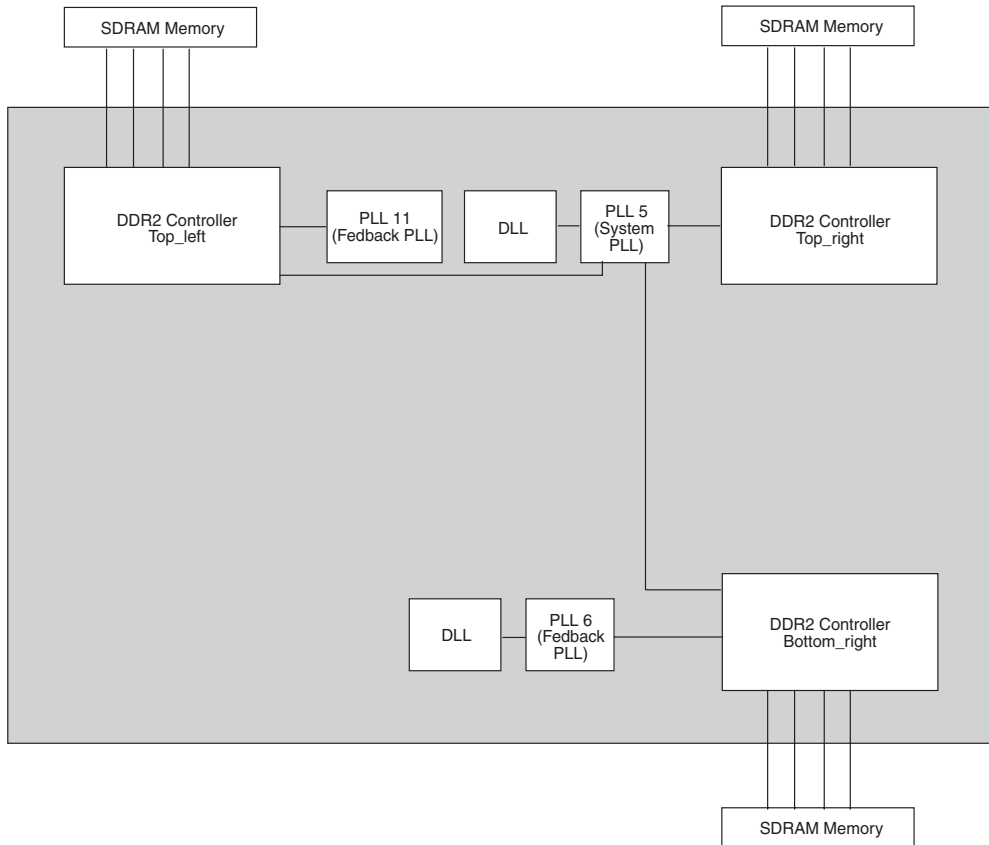 SDRAM Memory
SDRAM Memory
DDR2 Controller
Top_left
PLL 11
(Fedback PLL)
DLL
PLL 5
(System
PLL)
DDR2 Controller
Top_right
DLL
PLL 6
(Fedback
PLL)
DDR2 Controller
Bottom_right
SDRAM Memory